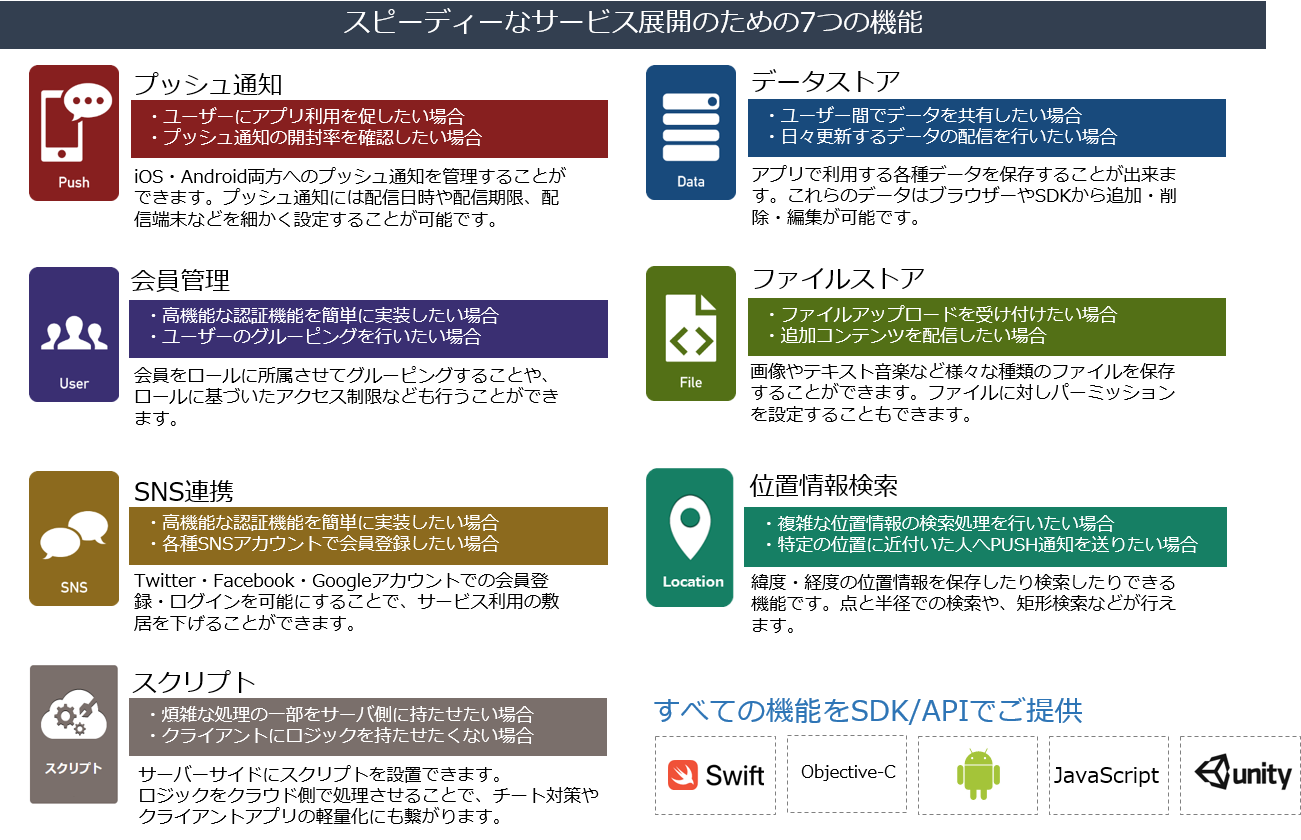 スピーディーなサービス展開のための7つの機能
Push
プッシュ通知
・ユーザーにアプリ利用を促したい場合
・プッシュ通知の開封率を確認したい場合
iOS・Android両方へのプッシュ通知を管理することが
できます。プッシュ通知には配信日時や配信期限、配
信端末などを細かく設定することが可能です。
Data
データストア
・ユーザー間でデータを共有したい場合
・日々更新するデータの配信を行いたい場合
アプリで利用する各種データを保存することが出来ま
す。これらのデータはブラウザーやSDKから追加・削
除・編集が可能です。
User
会員管理
・高機能な認証機能を簡単に実装したい場合
・ユーザーのグルーピングを行いたい場合
会員をロールに所属させてグルーピングすることや、
ロールに基づいたアクセス制限なども行うことができ
ます。
File
ファイルストア
・ファイルアップロードを受け付けたい場合
・追加コンテンツを配信したい場合
画像やテキスト音楽など様々な種類のファイルを保存
することができます。ファイルに対しパーミッション
を設定することもできます。
SNS
SNS連携
・高機能な認証機能を簡単に実装したい場合
・各種SNSアカウントで会員登録したい場合
Twitter・Facebook・Googleアカウントでの会員登
録・ログインを可能にすることで、サービス利用の敷
居を下げることができます。
Location
位置情報検索
・複雑な位置情報の検索処理を行いたい場合
・特定の位置に近付いた人へPUSH通知を送りたい場合
緯度・経度の位置情報を保存したり検索したりできる
機能です。点と半径での検索や、矩形検索などが行え
ます。
スクリプト
スクリプト
・煩雑な処理の一部をサーバ側に持たせたい場合
・クライアントにロジックを持たせたくない場合
サーバーサイドにスクリプトを設置できます。
ロジックをクラウド側で処理させることで、チート対策や
クライアントアプリの軽量化にも繋がります。
すべての機能をSDK/APIでご提供
Swift
Objective-C
JavaScript
unity